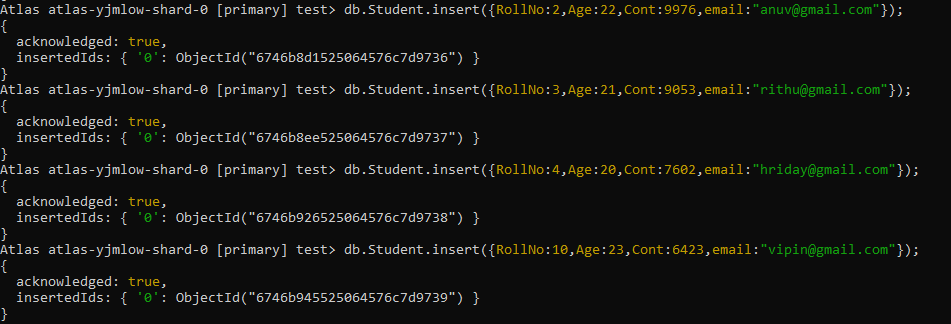 Atlas atlas-yjmlow-shard-0 [primary] test> db.Student.insert({RollNo:2,Age:22,Cont:9976,email:"anuv@gmail.com"});
{
  acknowledged: true,
  insertedIds: { '0': ObjectId("6746b8d1525064576c7d9736") }
}
Atlas atlas-yjmlow-shard-0 [primary] test> db.Student.insert({RollNo:3,Age:21,Cont:9053,email:"rithu@gmail.com"});
{
  acknowledged: true,
  insertedIds: { '0': ObjectId("6746b8ee525064576c7d9737") }
}
Atlas atlas-yjmlow-shard-0 [primary] test> db.Student.insert({RollNo:4,Age:20,Cont:7602,email:"hriday@gmail.com"});
{
  acknowledged: true,
  insertedIds: { '0': ObjectId("6746b926525064576c7d9738") }
}
Atlas atlas-yjmlow-shard-0 [primary] test> db.Student.insert({RollNo:10,Age:23,Cont:6423,email:"vipin@gmail.com"});
{
  acknowledged: true,
  insertedIds: { '0': ObjectId("6746b945525064576c7d9739") }
}